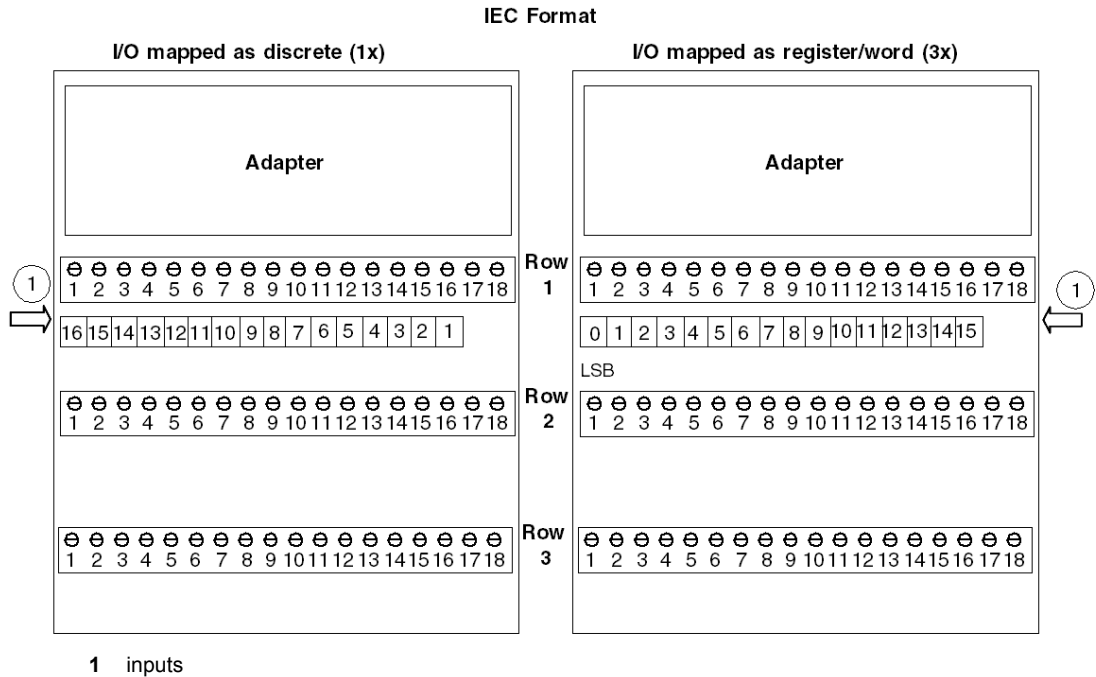 IEC Format
I/O mapped as discrete (1x)
I/O mapped as register/word (3x)
Adapter
Adapter
1
Row 1
1
1 2 3 4 5 6 7 8 9 10 11 12 13 14 15 16 17 18
1 2 3 4 5 6 7 8 9 10 11 12 13 14 15 16 17 18
16 15 14 13 12 11 10 9 8 7 6 5 4 3 2 1
0 1 2 3 4 5 6 7 8 9 10 11 12 13 14 15
LSB
Row 2
1 2 3 4 5 6 7 8 9 10 11 12 13 14 15 16 17 18
1 2 3 4 5 6 7 8 9 10 11 12 13 14 15 16 17 18
Row 3
1 2 3 4 5 6 7 8 9 10 11 12 13 14 15 16 17 18
1 2 3 4 5 6 7 8 9 10 11 12 13 14 15 16 17 18
1 inputs